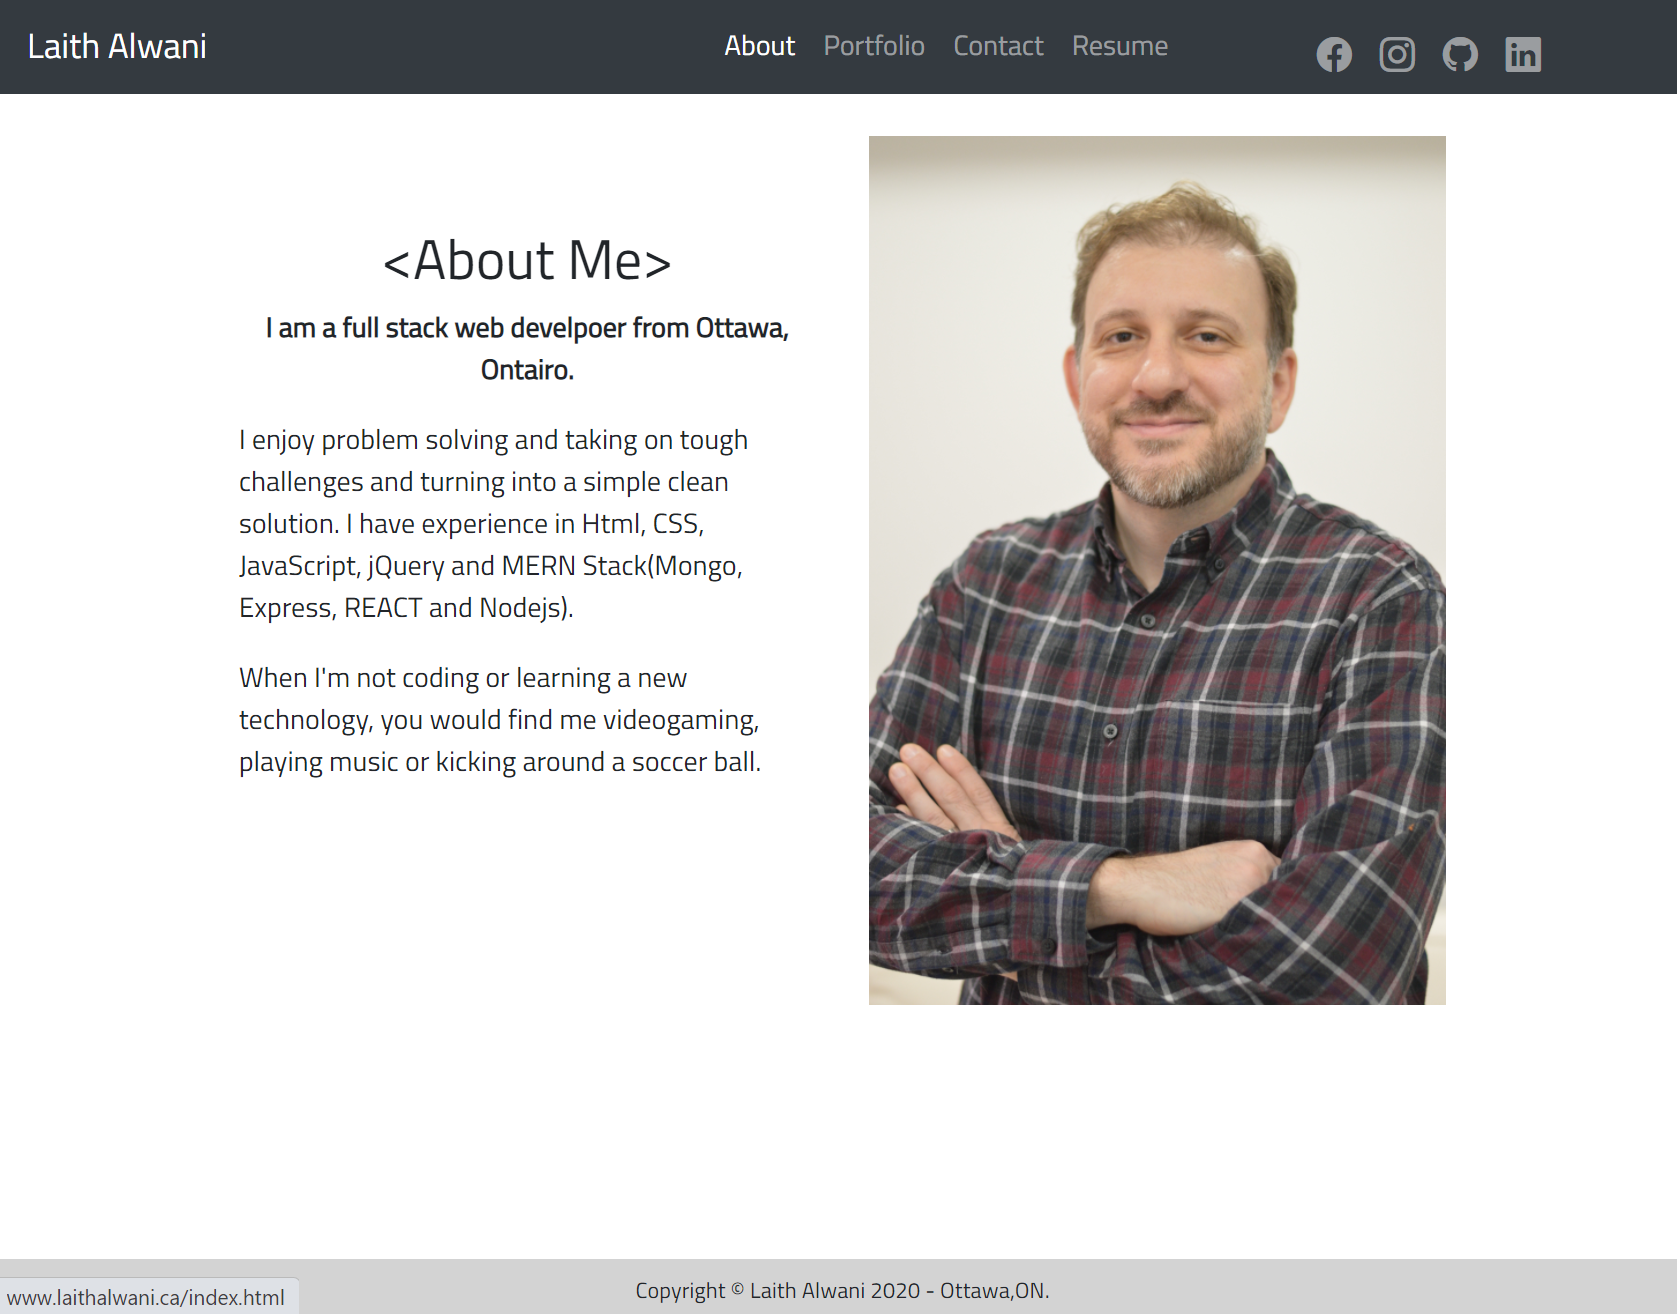 Laith Alwani
About Portfolio Contact Resume
<About Me>
I am a full stack web develpoer from Ottawa,
Ontairo.
I enjoy problem solving and taking on tough
challenges and turning into a simple clean
solution. I have experience in Html, CSS,
JavaScript, jQuery and MERN Stack(Mongo,
Express, REACT and Nodejs).
When I'm not coding or learning a new
technology, you would find me videogaming,
playing music or kicking around a soccer ball.
Copyright © Laith Alwani 2020 - Ottawa,ON.
www.laithalwani.ca/index.html